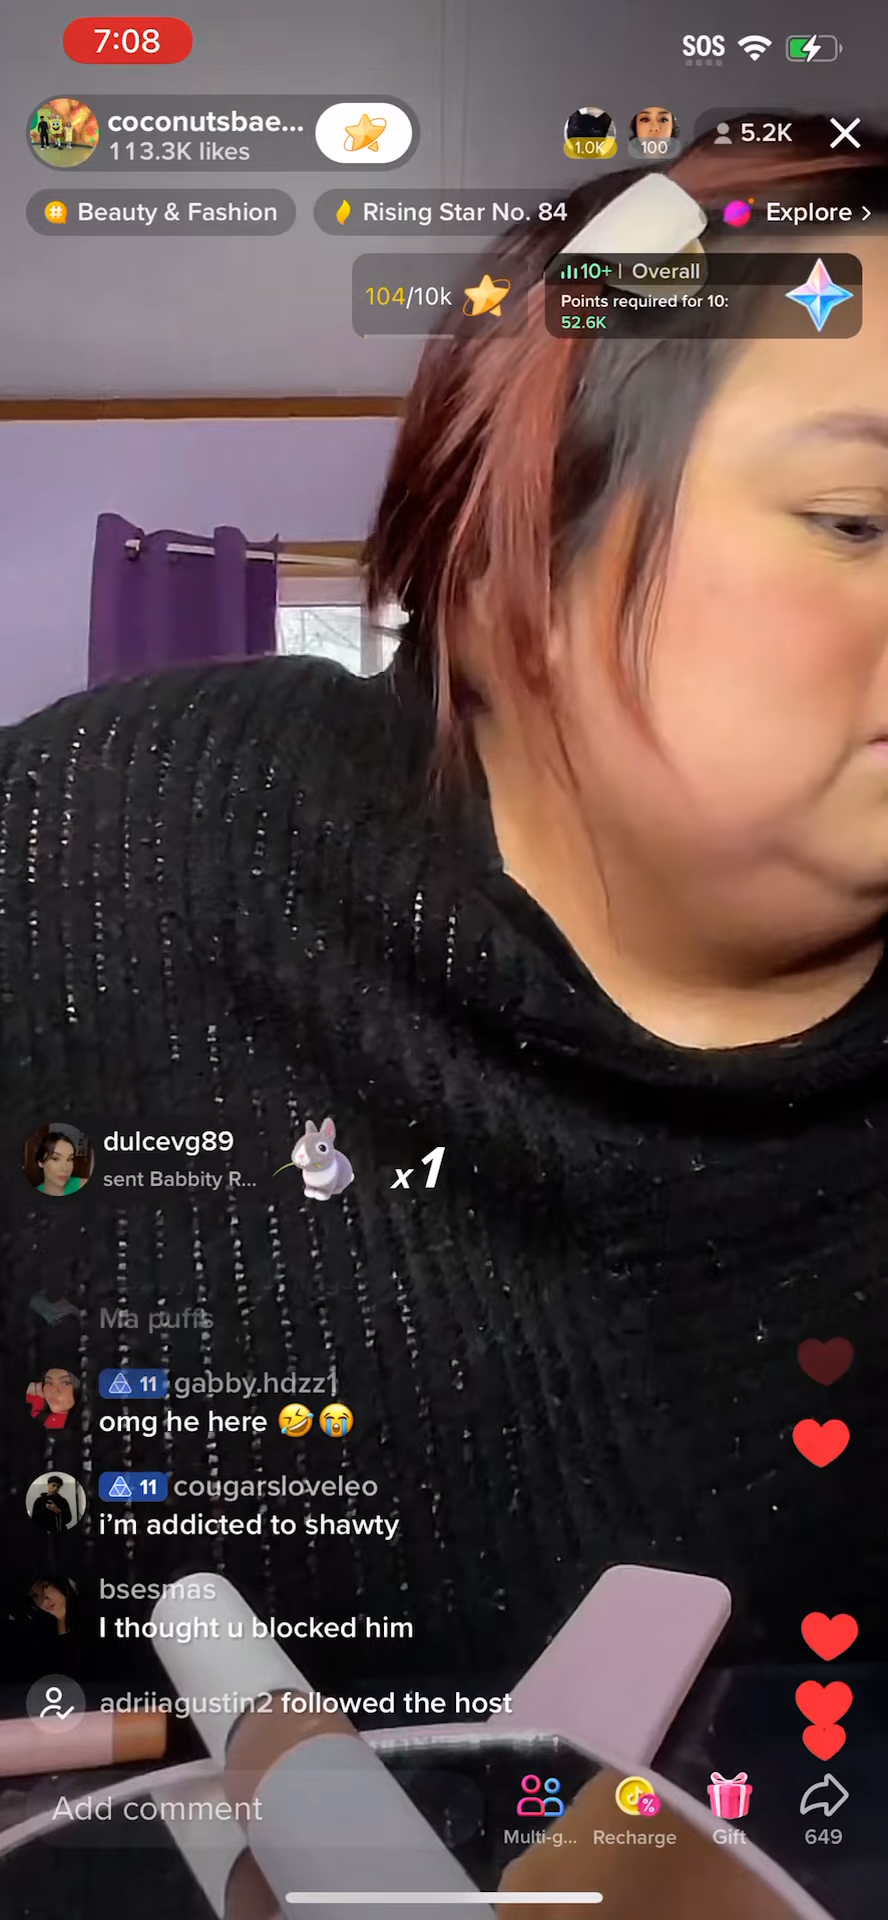 7:08
SOS
coconutsbae...
113.3K likes
1.0K
100
5.2K
Beauty & Fashion
Rising Star No. 84
Explore >
104/10k
10+ | Overall
Points required for 10:
52.6K
dulcevg89
sent Babbity R...
x1
Ma puffs
11 gabby.hdzz1
omg he here 🤣😭
11 cougarsloveleo
i'm addicted to shawty
bsesmas
I thought u blocked him
adriiagustin2 followed the host
Add comment
Multi-g...
Recharge
Gift
649